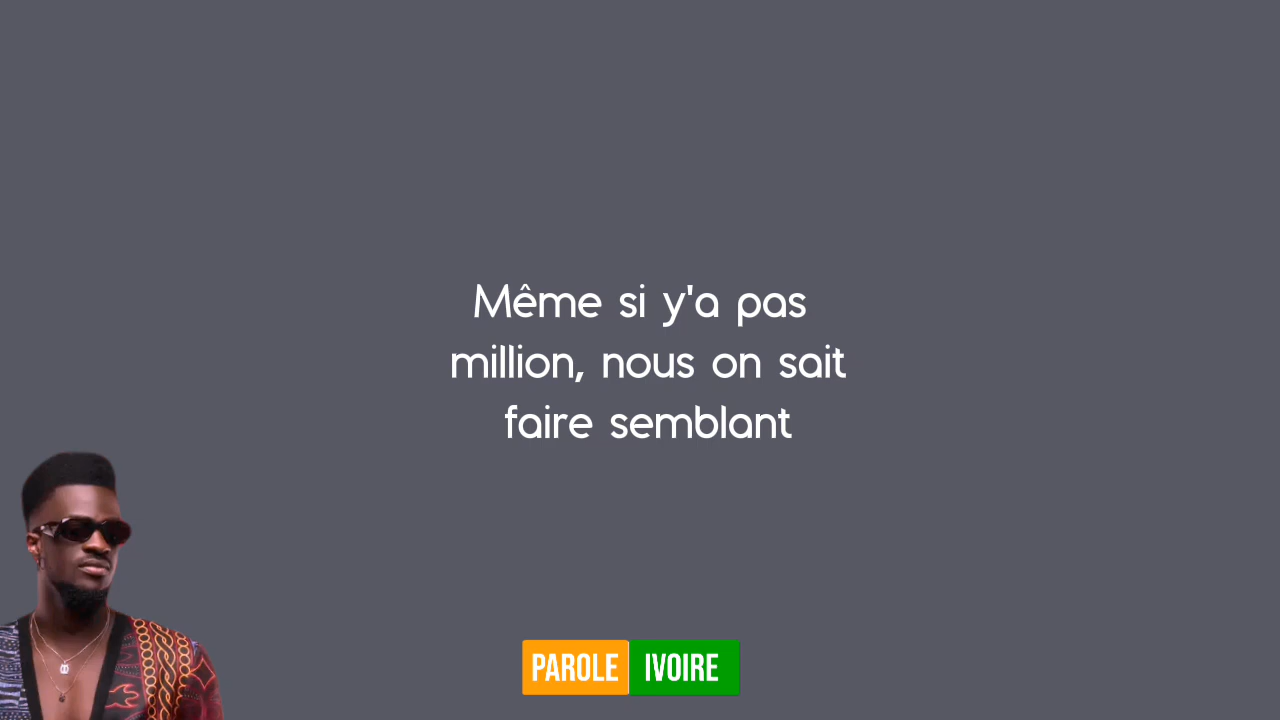 Même si y'a pas
million, nous on sait
faire semblant
PAROLE IVOIRE